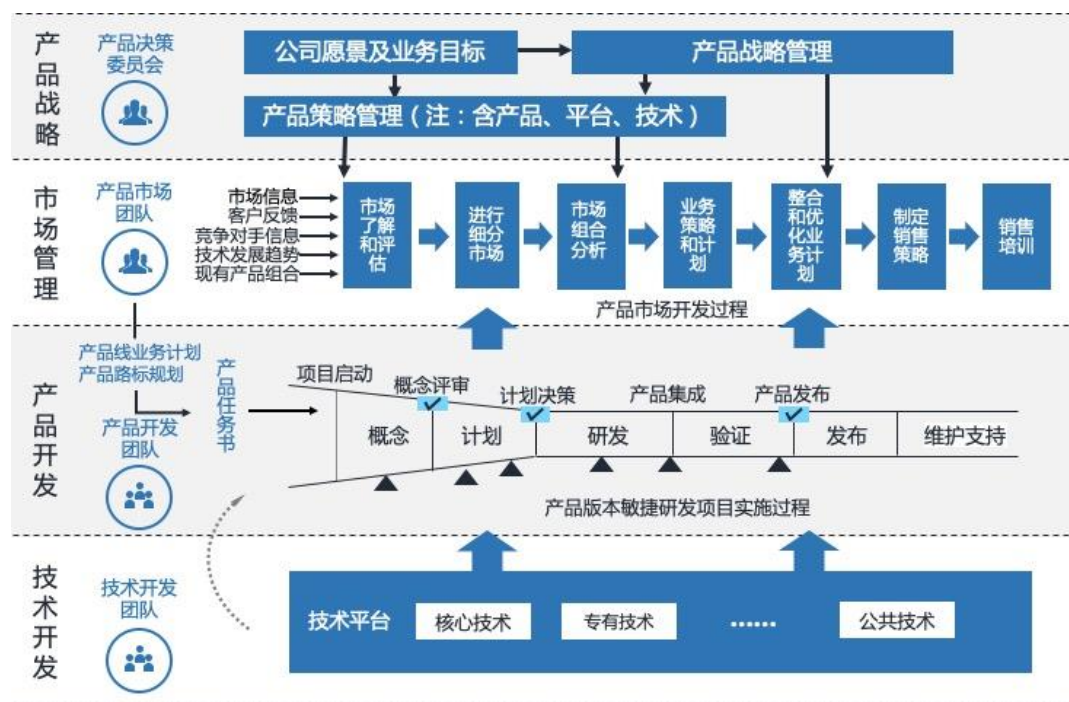 产品战略
产品决策
委员会
公司愿景及业务目标
产品战略管理
产品策略管理（注：含产品、平台、技术）
市场管理
产品市场
团队
市场信息
客户反馈
竞争对手信息
技术发展趋势
现有产品组合
市场
了解
和评
估
进行
细分
市场
市场
组合
分析
业务
策略
和计
划
整合
和优
化业
务计
划
制定
销售
策略
销售
培训
产品市场开发过程
产品开发
产品线业务计划
产品路标规划
产品开发
团队
产品任务书
项目启动
概念评审
计划决策
产品集成
产品发布
概念
计划
研发
验证
发布
维护支持
产品版本敏捷研发项目实施过程
技术开发
技术开发
团队
技术平台
核心技术
专有技术
......
公共技术